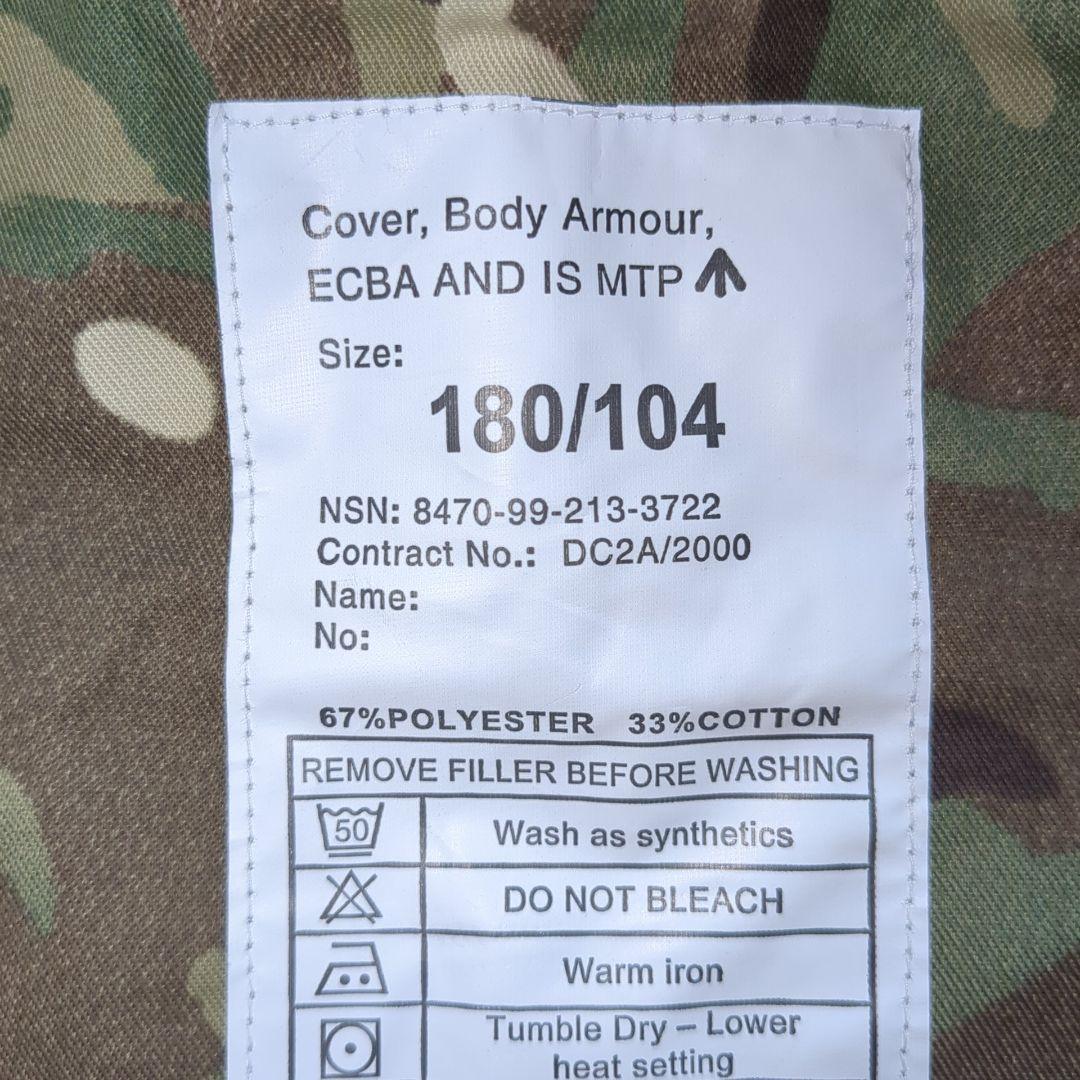 Cover, Body Armour,
ECBA AND IS MTP
Size:
180/104
NSN: 8470-99-213-3722
Contract No.: DC2A/2000
Name:
No:
67%POLYESTER 33%COTTON
REMOVE FILLER BEFORE WASHING
50 Wash as synthetics
DO NOT BLEACH
Warm iron
Tumble Dry – Lower
heat setting